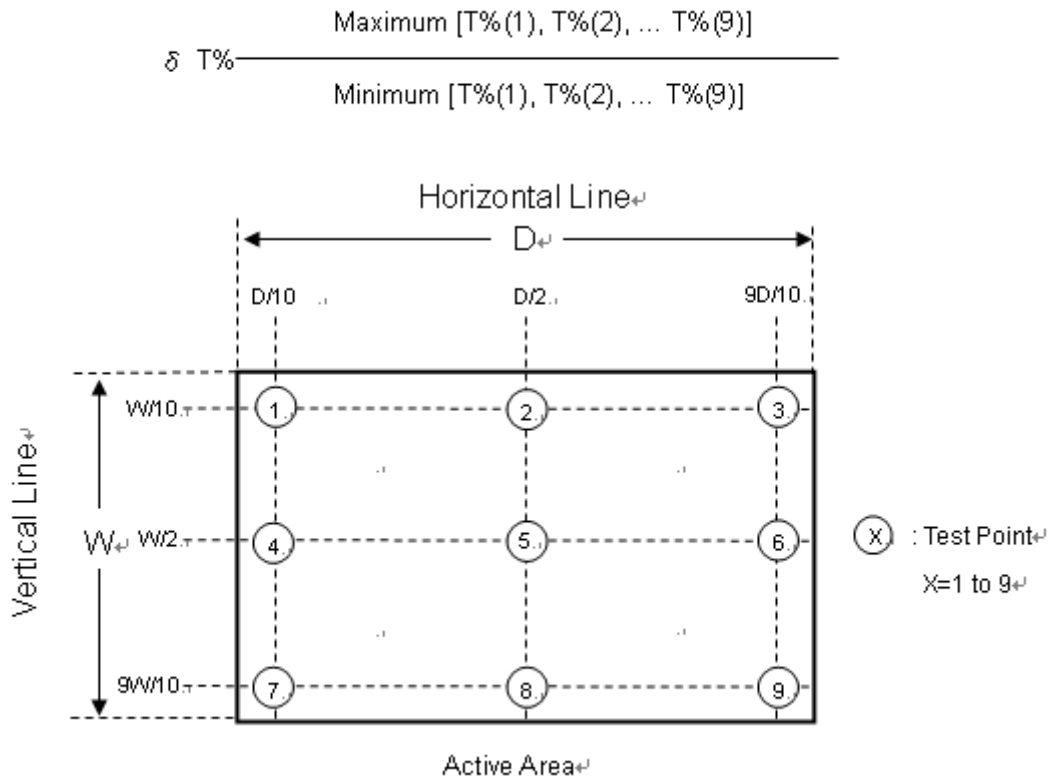 Maximum [T%(1), T%(2), ... T%(9)]
δ T%
Minimum [T%(1), T%(2), ... T%(9)]
Horizontal Line↵
D↵
D/10
D/2
9D/10
W/10
1
2
3
Vertical Line↵
W↵
W/2
4
5
6
X : Test Point↵
X=1 to 9↵
9W/10
7
8
9
Active Area↵